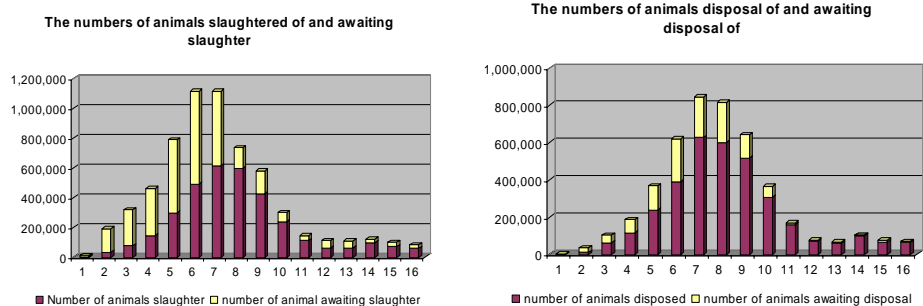 The numbers of animals slaughtered of and awaiting
slaughter
1,200,000
1,000,000
800,000
600,000
400,000
200,000
0
1 2 3 4 5 6 7 8 9 10 11 12 13 14 15 16
Number of animals slaughter number of animal awaiting slaughter
The numbers of animals disposal of and awaiting
disposal of
1,000,000
800,000
600,000
400,000
200,000
0
1 2 3 4 5 6 7 8 9 10 11 12 13 14 15 16
number of animals disposed number of animals awaiting disposal